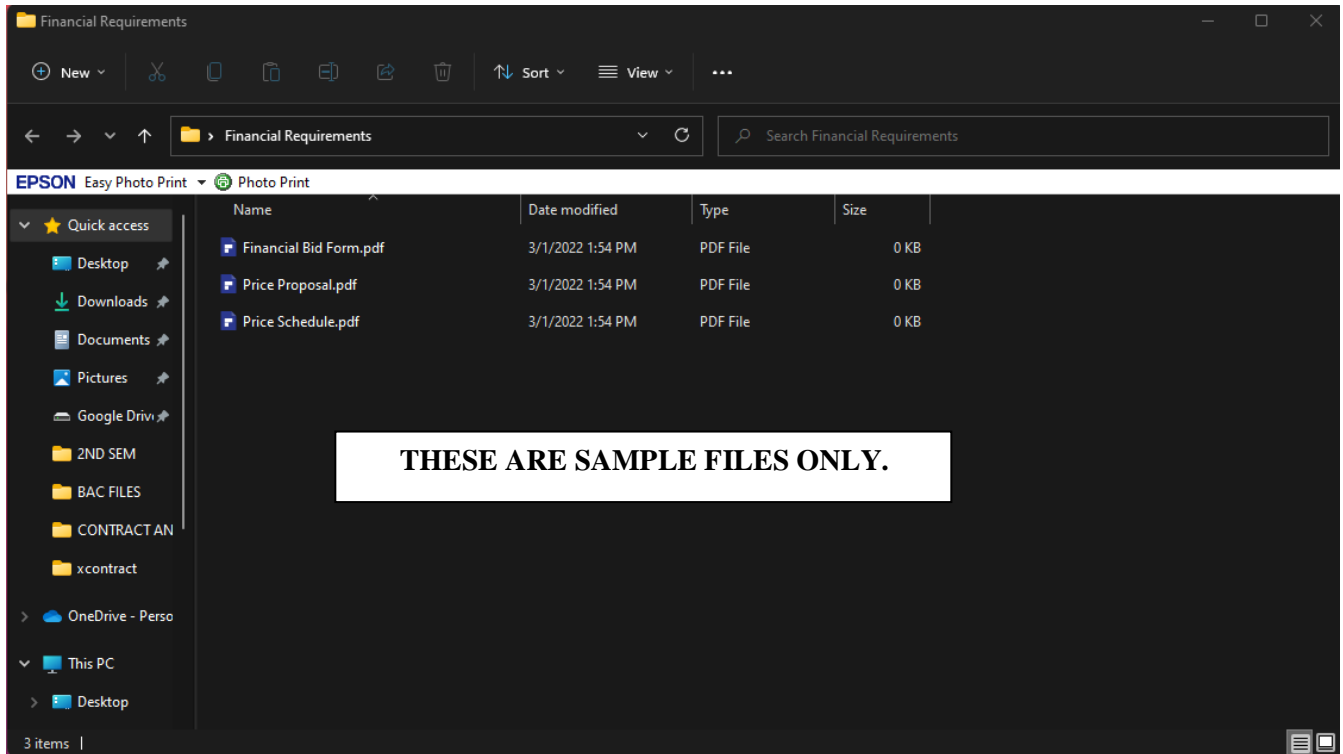 Financial Requirements
New
Sort
View
Financial Requirements
Search Financial Requirements
EPSON Easy Photo Print Photo Print
Name Date modified Type Size
Quick access
Financial Bid Form.pdf 3/1/2022 1:54 PM PDF File 0 KB
Desktop
Price Proposal.pdf 3/1/2022 1:54 PM PDF File 0 KB
Downloads
Price Schedule.pdf 3/1/2022 1:54 PM PDF File 0 KB
Documents
Pictures
Google Driv
2ND SEM
THESE ARE SAMPLE FILES ONLY.
BAC FILES
CONTRACT AN
xcontract
OneDrive - Perso
This PC
Desktop
3 items